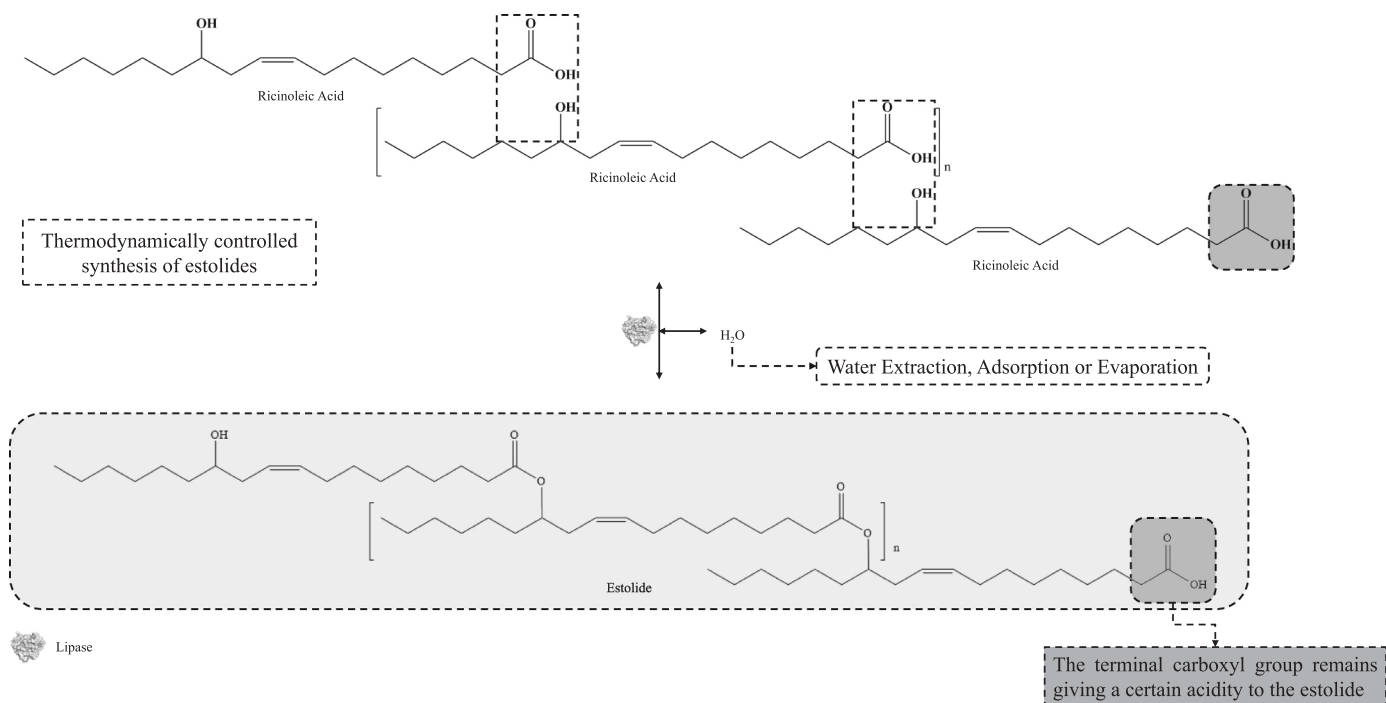 OH
O
OH
Ricinoleic Acid
OH
O
OH
n
Ricinoleic Acid
OH
O
OH
Ricinoleic Acid
Thermodynamically controlled
synthesis of estolides
H₂O
Water Extraction, Adsorption or Evaporation
OH
O
O
O
O
n
O
OH
Estolide
Lipase
The terminal carboxyl group remains
giving a certain acidity to the estolide